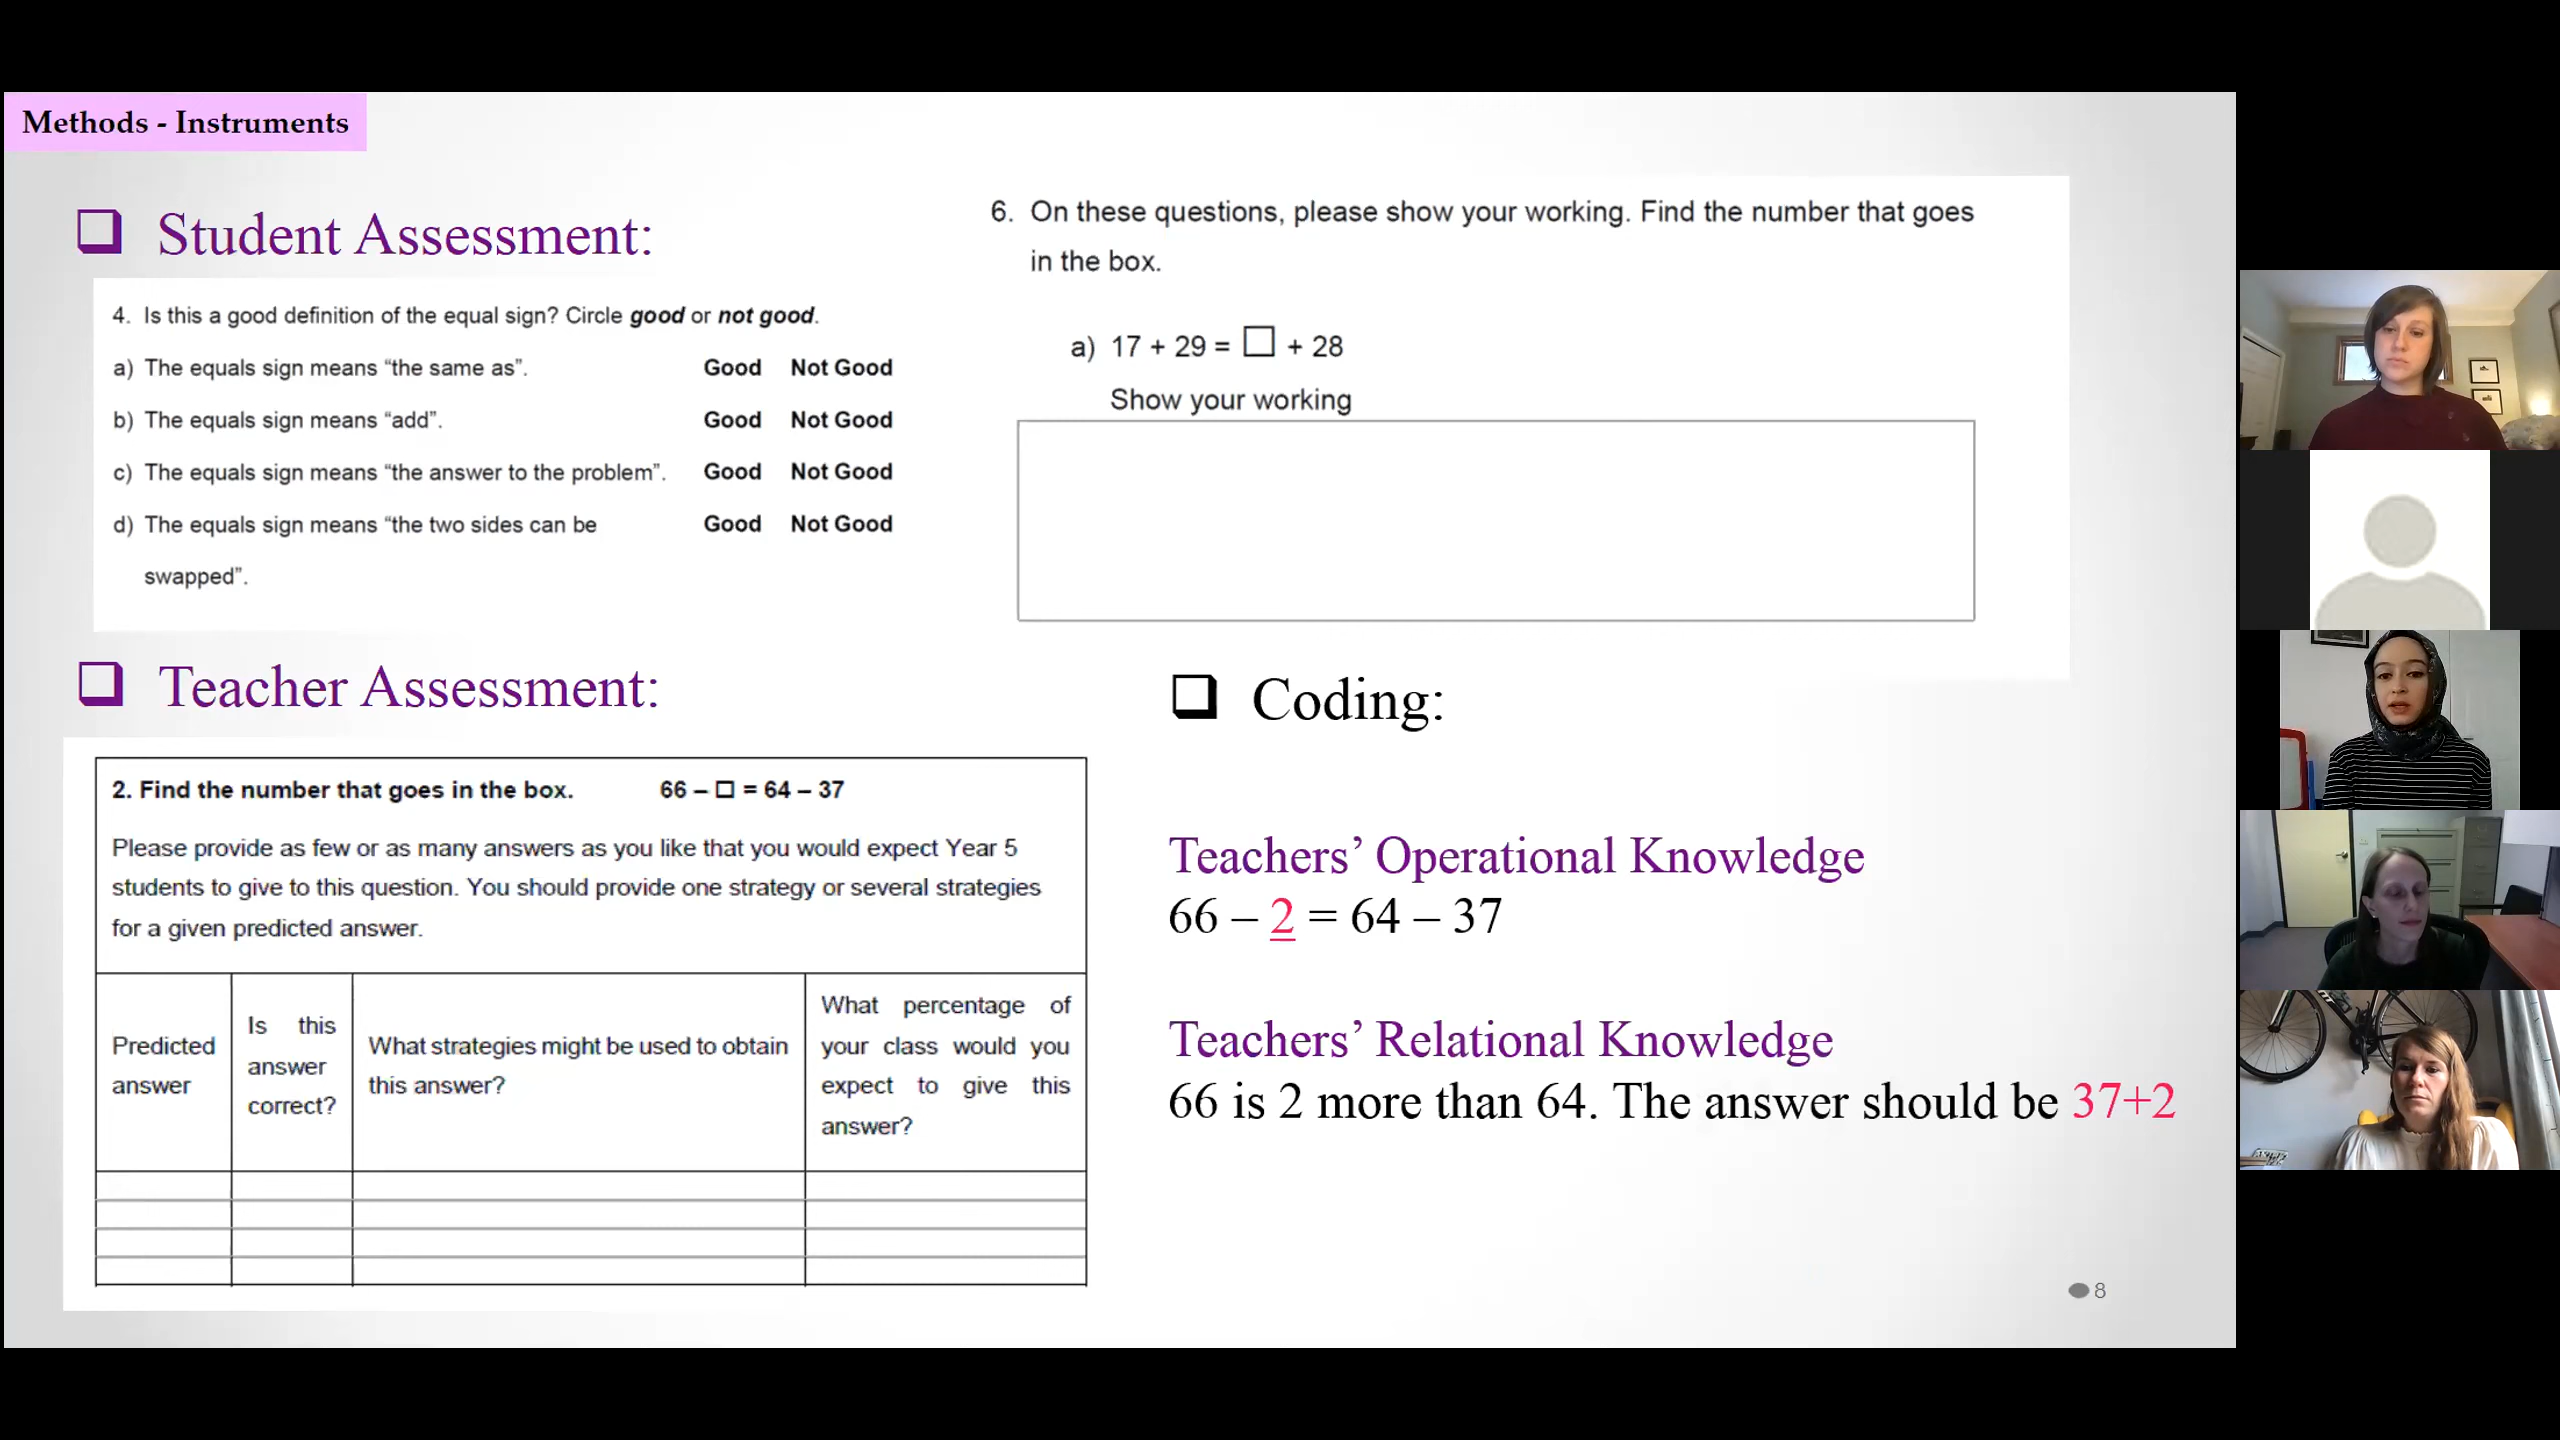 Methods - Instruments
Student Assessment:
4. Is this a good definition of the equal sign? Circle good or not good.
a) The equals sign means “the same as”. Good Not Good
b) The equals sign means “add”. Good Not Good
c) The equals sign means “the answer to the problem”. Good Not Good
d) The equals sign means “the two sides can be Good Not Good
swapped”.
6. On these questions, please show your working. Find the number that goes
in the box.
a) 17 + 29 = □ + 28
Show your working
Teacher Assessment:
2. Find the number that goes in the box. 66 – □ = 64 – 37
Please provide as few or as many answers as you like that you would expect Year 5
students to give to this question. You should provide one strategy or several strategies
for a given predicted answer.
Predicted
answer
Is this
answer
correct?
What strategies might be used to obtain
this answer?
What percentage of
your class would you
expect to give this
answer?
Coding:
Teachers’ Operational Knowledge
66 – 2 = 64 – 37
Teachers’ Relational Knowledge
66 is 2 more than 64. The answer should be 37+2
8